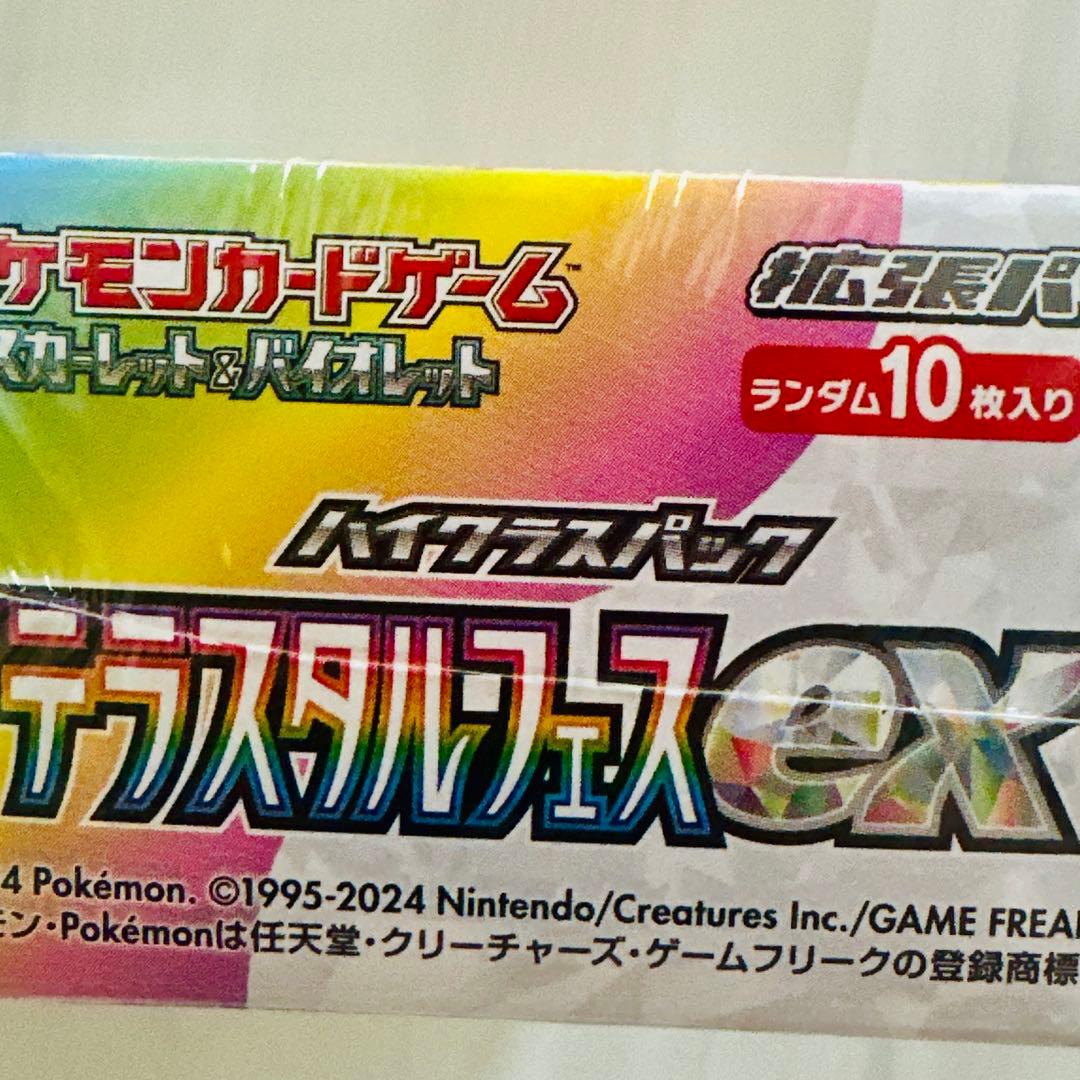 ケモンカードゲーム™
スカーレット&バイオレット
拡張パ
ランダム10枚入り
ハイクラスパック
テラスタルフェスex
4 Pokémon. ©1995-2024 Nintendo/Creatures Inc./GAME FREA
モン・Pokémonは任天堂・クリーチャーズ・ゲームフリークの登録商標